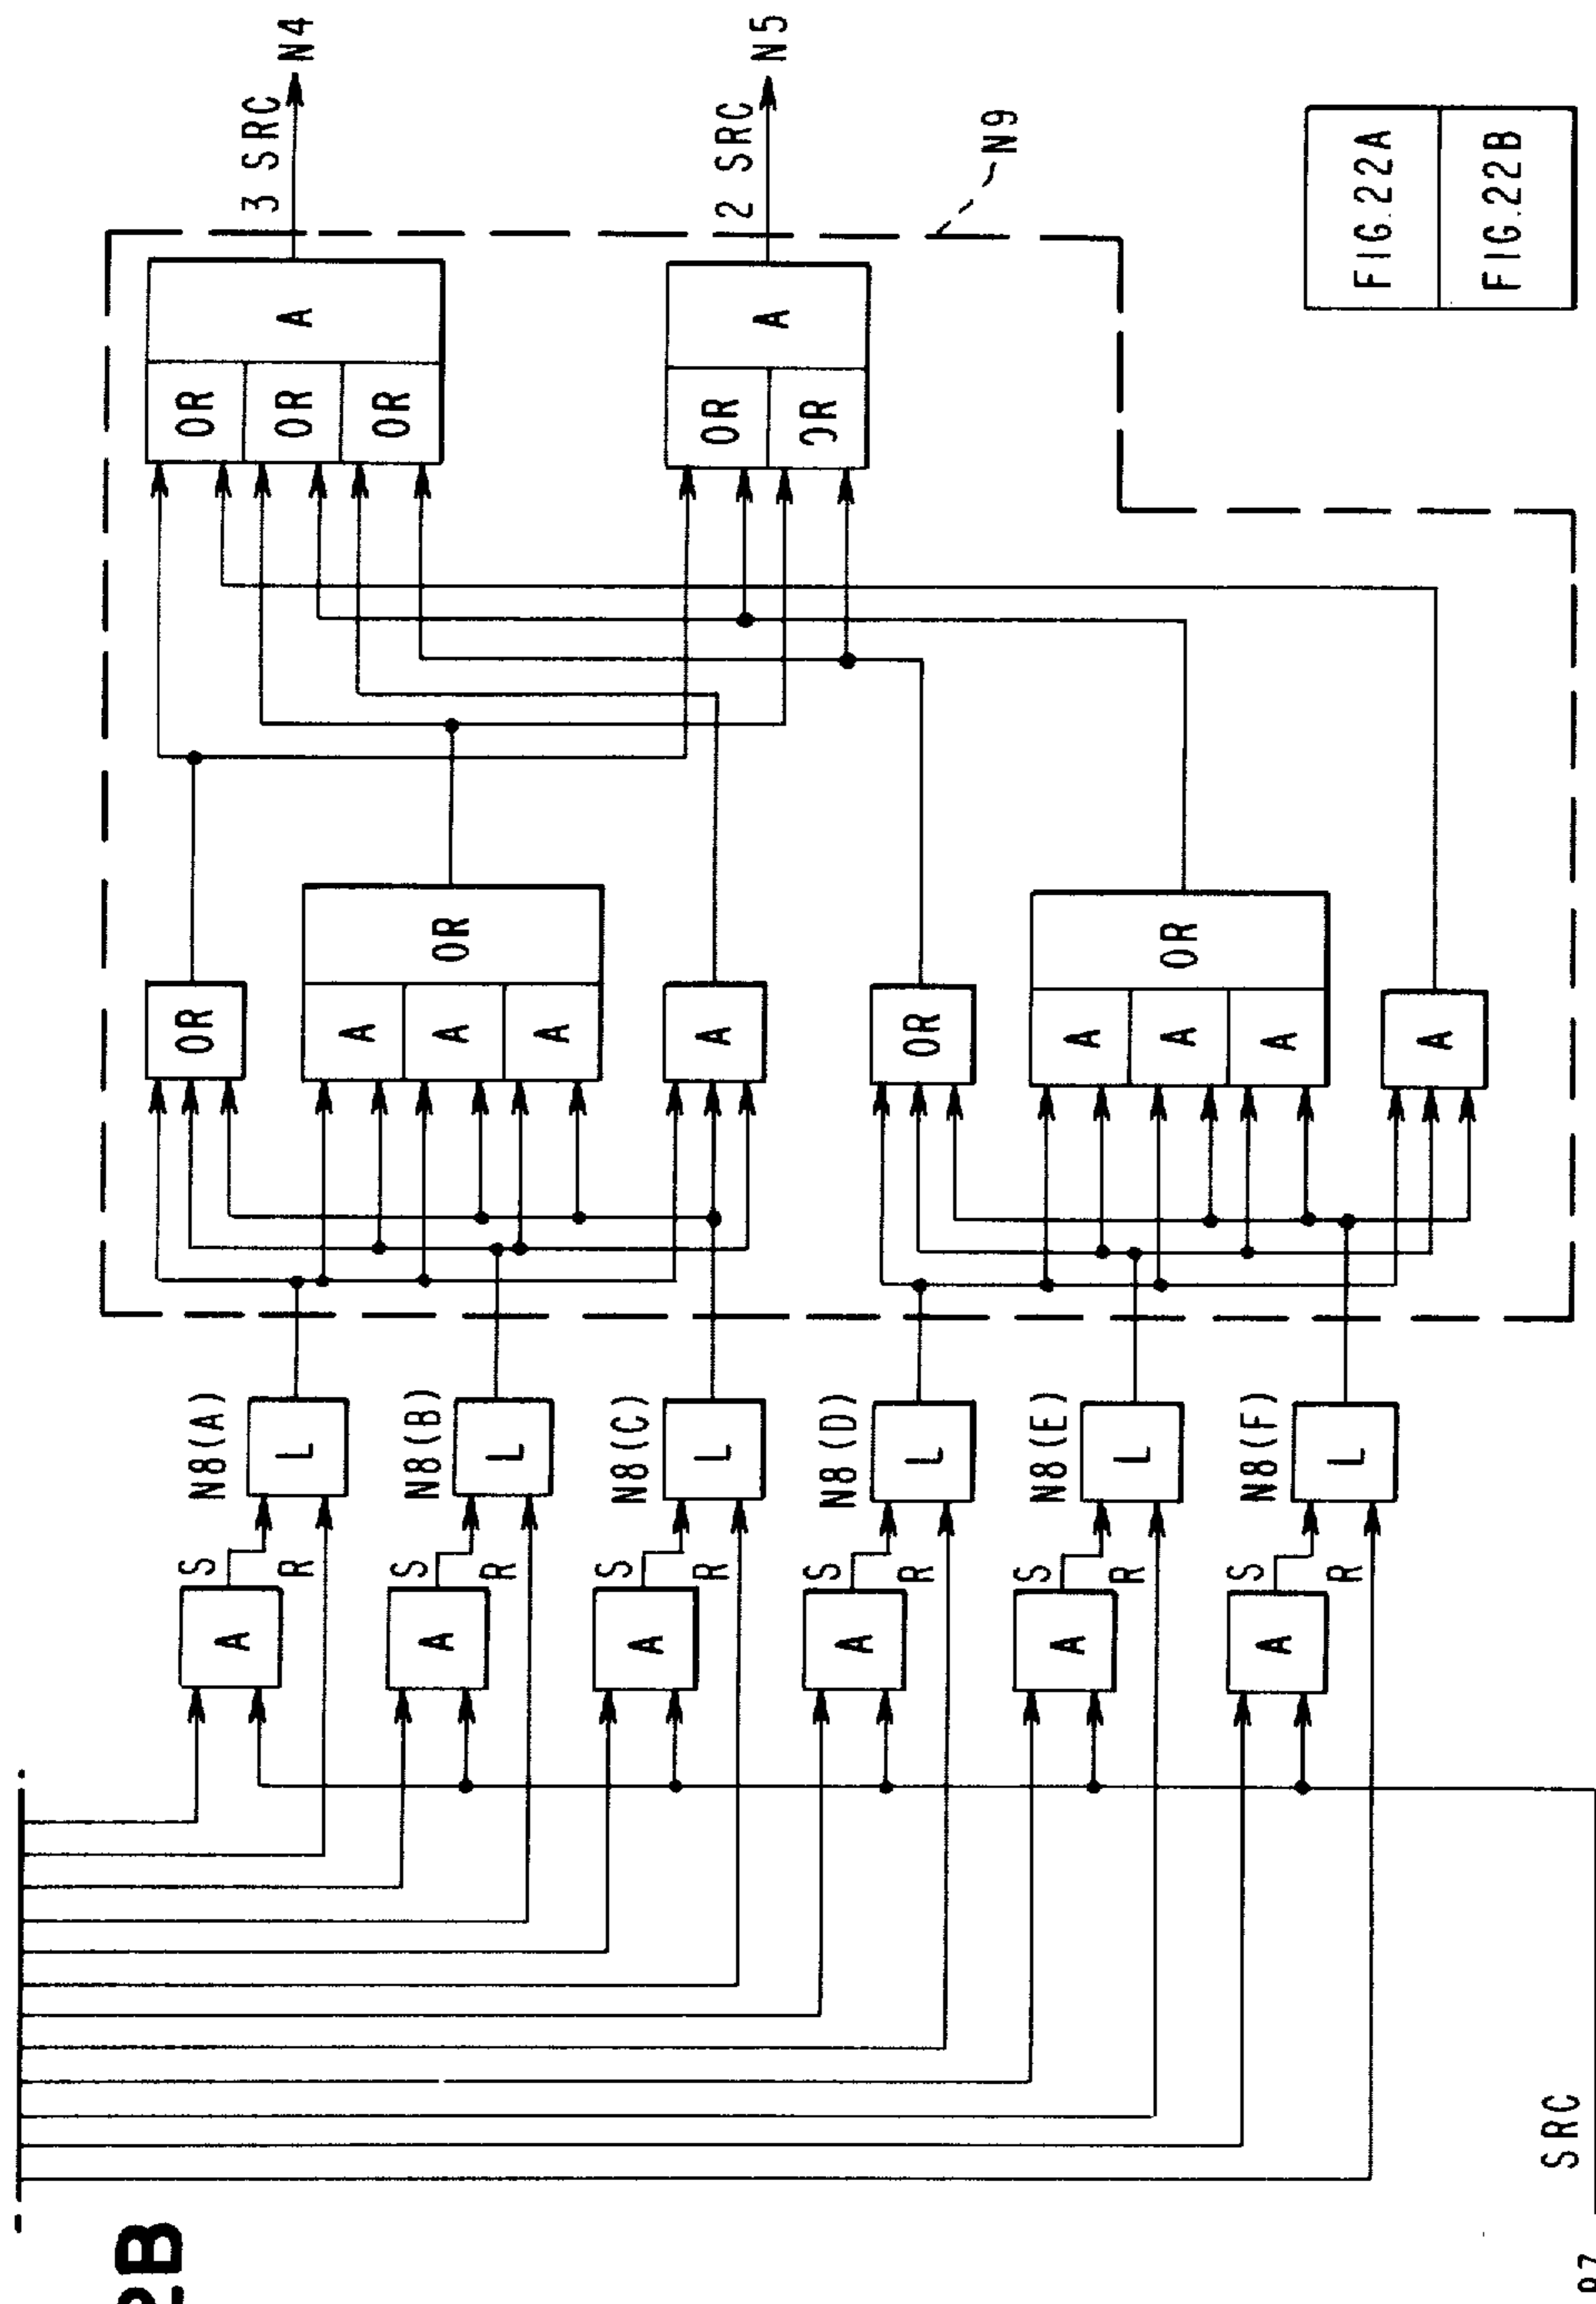 2B
S
N8(A)
A
R
L
S
N8(B)
A
R
L
S
N8(C)
A
R
L
S
N8(D)
A
R
L
S
N8(E)
A
R
L
S
N8(F)
A
R
L
SRC
OR
A
A
A
OR
A
OR
A
A
A
OR
A
OR
OR
OR
A
3 SRC
N4
OR
OR
A
2 SRC
N5
N9
FIG.22A
FIG.22B